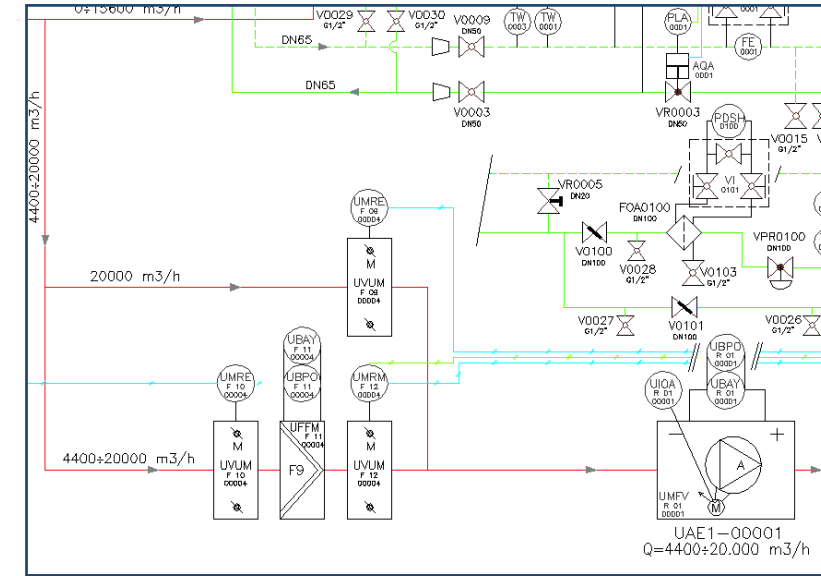 0÷15600 m3/h
V0029
G1/2"
V0030
G1/2"
V0009
DN50
TW
0003
TW
0001
PLA
0001
FE
0001
DN65
AQA
0001
DN65
V0003
DN50
VR0003
DN50
PDSH
0100
V0015
G1/2"
4400÷20000 m3/h
VI
0101
VR0005
DN20
FOA0100
DN100
UMRE
F 08
00004
V0100
DN100
V0028
G1/2"
V0103
G1/2"
VPR0100
DN100
M
UVUM
F 08
00004
20000 m3/h
V0027
G1/2"
V0101
DN100
V0026
G1/2"
UBAY
F 11
00004
UBPO
F 11
00004
UMRE
F 10
00004
UMRM
F 12
00004
UBPO
R 01
00001
UBAY
R 01
00001
UIOA
R 01
00001
UFFM
F 11
00004
M
UVUM
F 10
00004
F9
M
UVUM
F 12
00004
4400÷20000 m3/h
− +
A
UMFV
R 01
00001
M
UAE1-00001
Q=4400÷20.000 m3/h